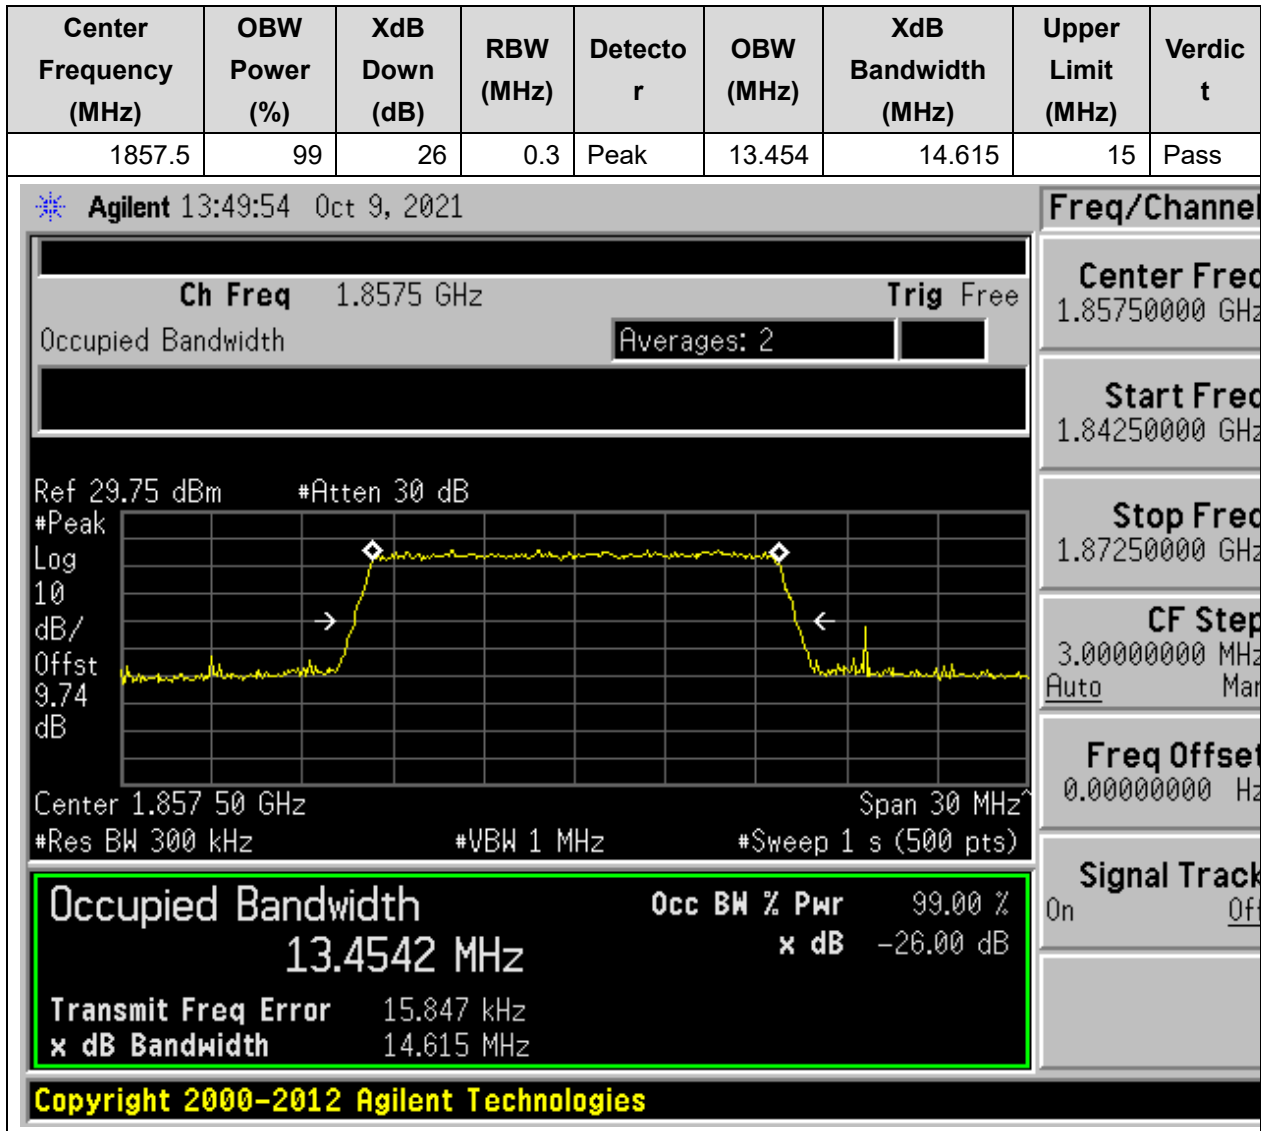 Center Frequency (MHz) OBW Power (%) XdB Down (dB) RBW (MHz) Detecto r OBW (MHz) XdB Bandwidth (MHz) Upper Limit (MHz) Verdic t
1857.5 99 26 0.3 Peak 13.454 14.615 15 Pass
Agilent 13:49:54 Oct 9, 2021 Freq/Channel
Ch Freq 1.8575 GHz Trig Free
Occupied Bandwidth Averages: 2
Center Freq
1.85750000 GHz
Start Freq
1.84250000 GHz
Stop Freq
1.87250000 GHz
CF Step
3.00000000 MHz
Auto Man
Freq Offset
0.00000000 Hz
Signal Track
On Off
Ref 29.75 dBm #Atten 30 dB
#Peak
Log
10
dB/
Offst
9.74
dB
Center 1.857 50 GHz Span 30 MHz^
#Res BW 300 kHz #VBW 1 MHz #Sweep 1 s (500 pts)
Occupied Bandwidth Occ BW % Pwr 99.00 %
13.4542 MHz x dB -26.00 dB
Transmit Freq Error 15.847 kHz
x dB Bandwidth 14.615 MHz
Copyright 2000-2012 Agilent Technologies